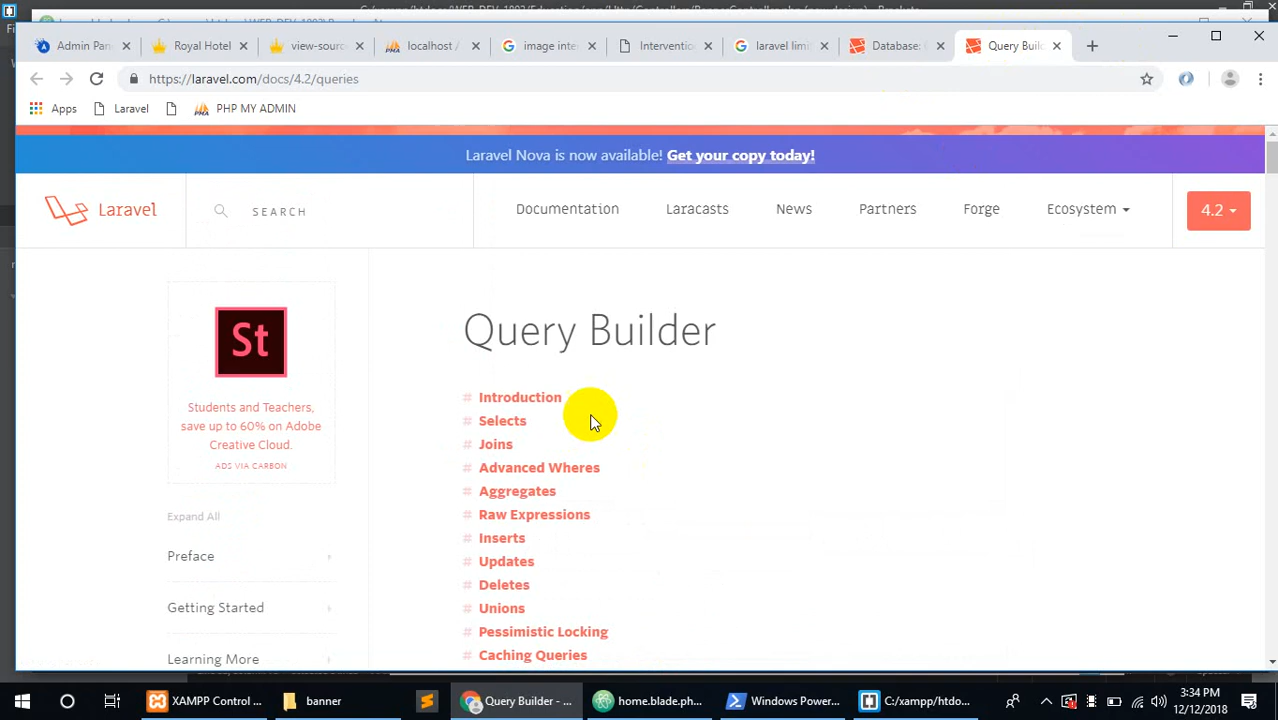 Admin Pan
Royal Hotel
view-sourc
localhost /
image inte
Interventio
laravel limi
Database:
Query Buil
https://laravel.com/docs/4.2/queries
Apps
Laravel
PHP MY ADMIN
Laravel Nova is now available! Get your copy today!
Laravel
SEARCH
Documentation
Laracasts
News
Partners
Forge
Ecosystem
4.2
St
Students and Teachers,
save up to 60% on Adobe
Creative Cloud.
ADS VIA CARBON
Expand All
Preface
Getting Started
Learning More
Query Builder
# Introduction
# Selects
# Joins
# Advanced Wheres
# Aggregates
# Raw Expressions
# Inserts
# Updates
# Deletes
# Unions
# Pessimistic Locking
# Caching Queries
XAMPP Control ...
banner
Query Builder - ...
home.blade.ph...
Windows Power...
C:/xampp/htdo...
3:34 PM
12/12/2018